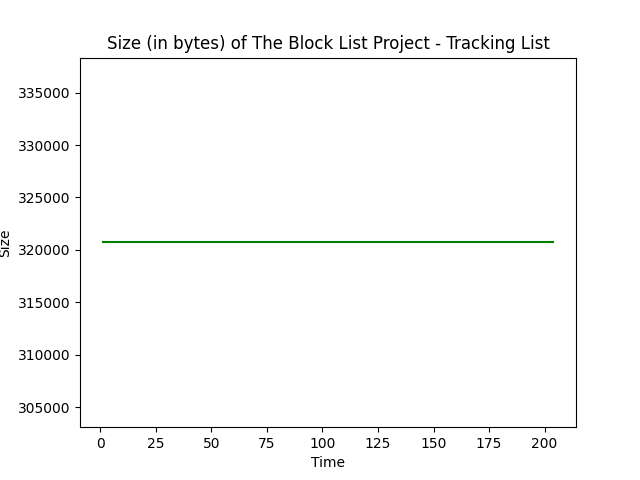 Size (in bytes) of The Block List Project - Tracking List
335000
330000
325000
320000
315000
310000
305000
Size
0 25 50 75 100 125 150 175 200
Time